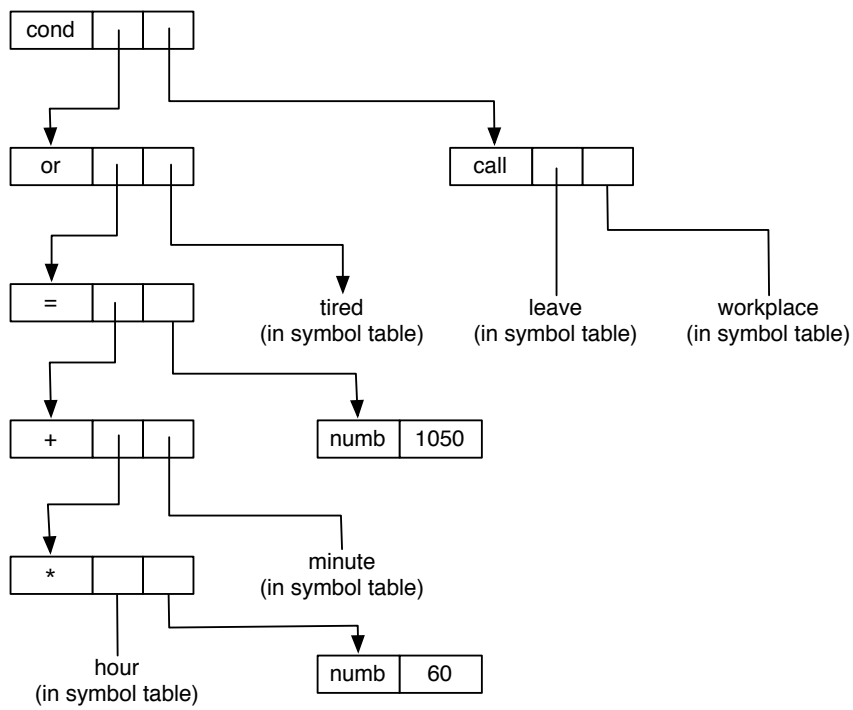 cond
or
call
=
tired
(in symbol table)
leave
(in symbol table)
workplace
(in symbol table)
+
numb 1050
*
minute
(in symbol table)
hour
(in symbol table)
numb 60